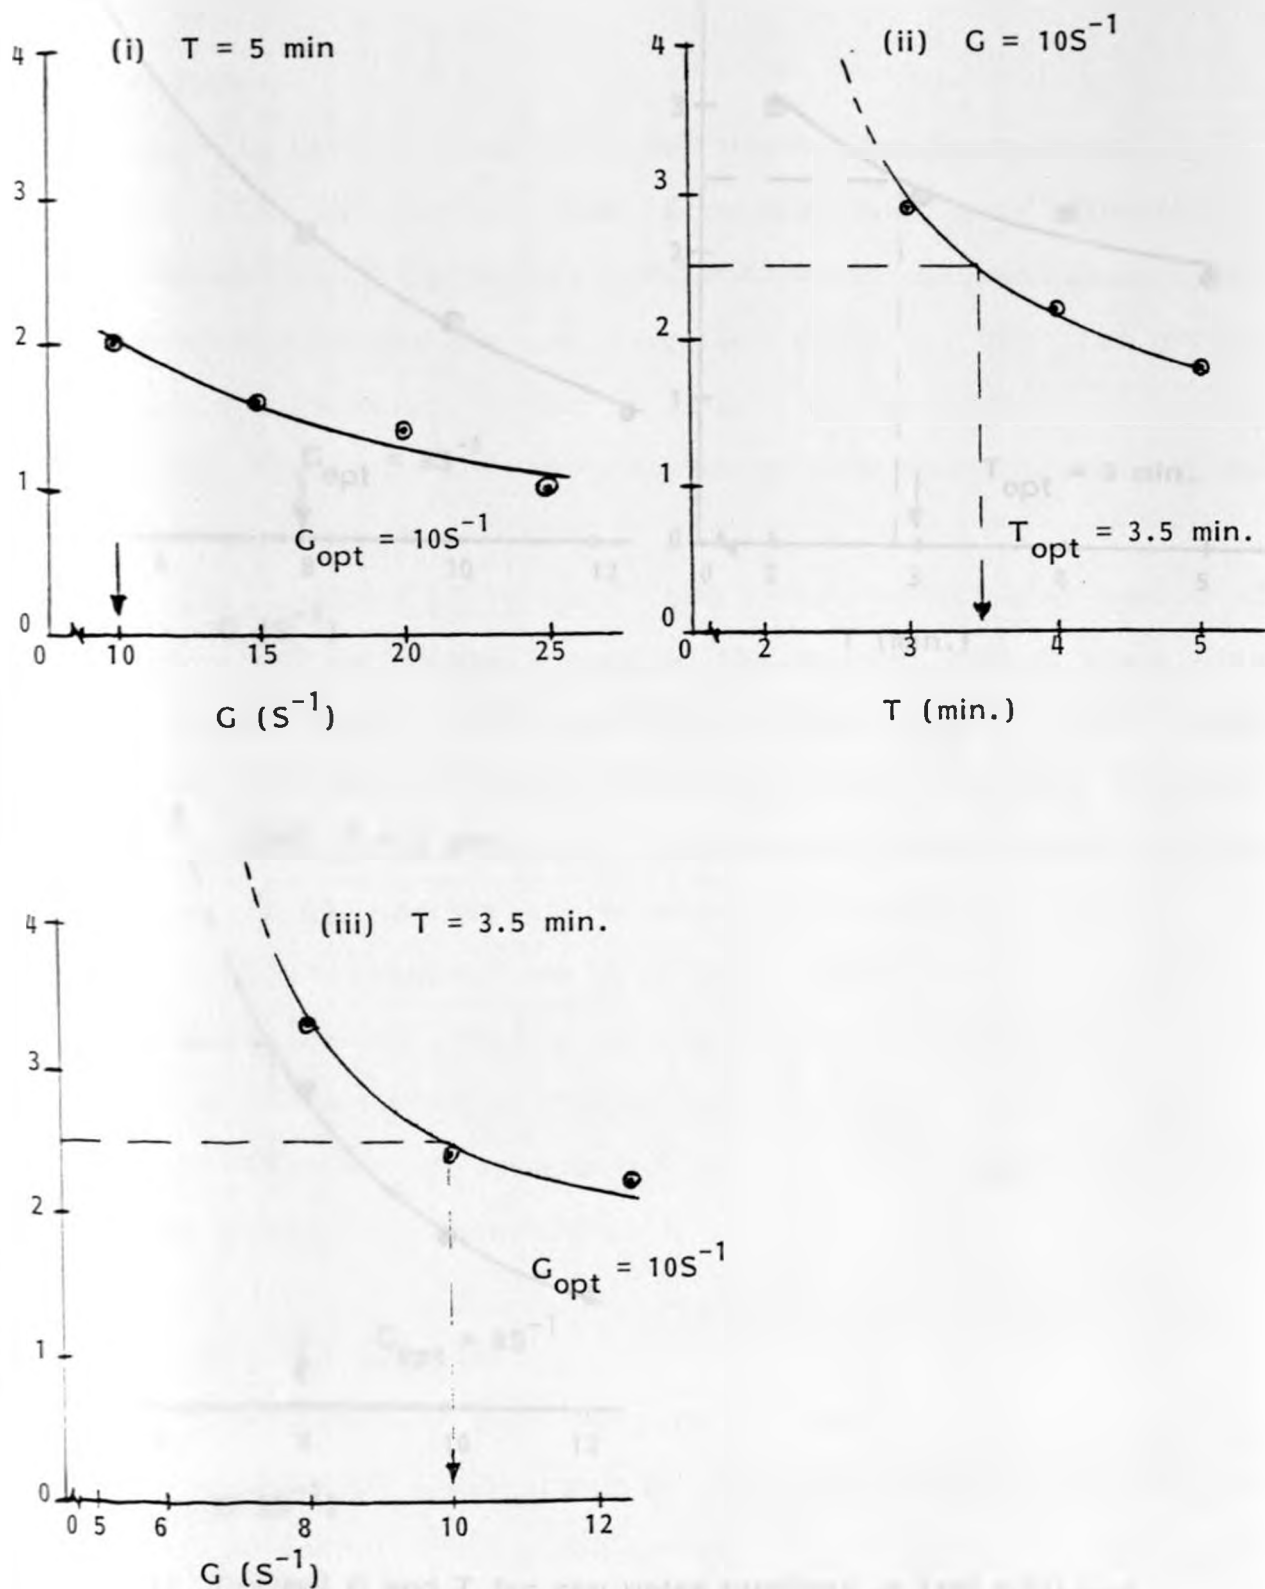 (i) T = 5 min
4
3
2
1
0
G_opt = 10S⁻¹
0 10 15 20 25
G (S⁻¹)
(ii) G = 10S⁻¹
4
3
2
1
0
T_opt = 3.5 min.
0 2 3 4 5
T (min.)
(iii) T = 3.5 min.
4
3
2
1
0
G_opt = 10S⁻¹
0 5 6 8 10 12
G (S⁻¹)